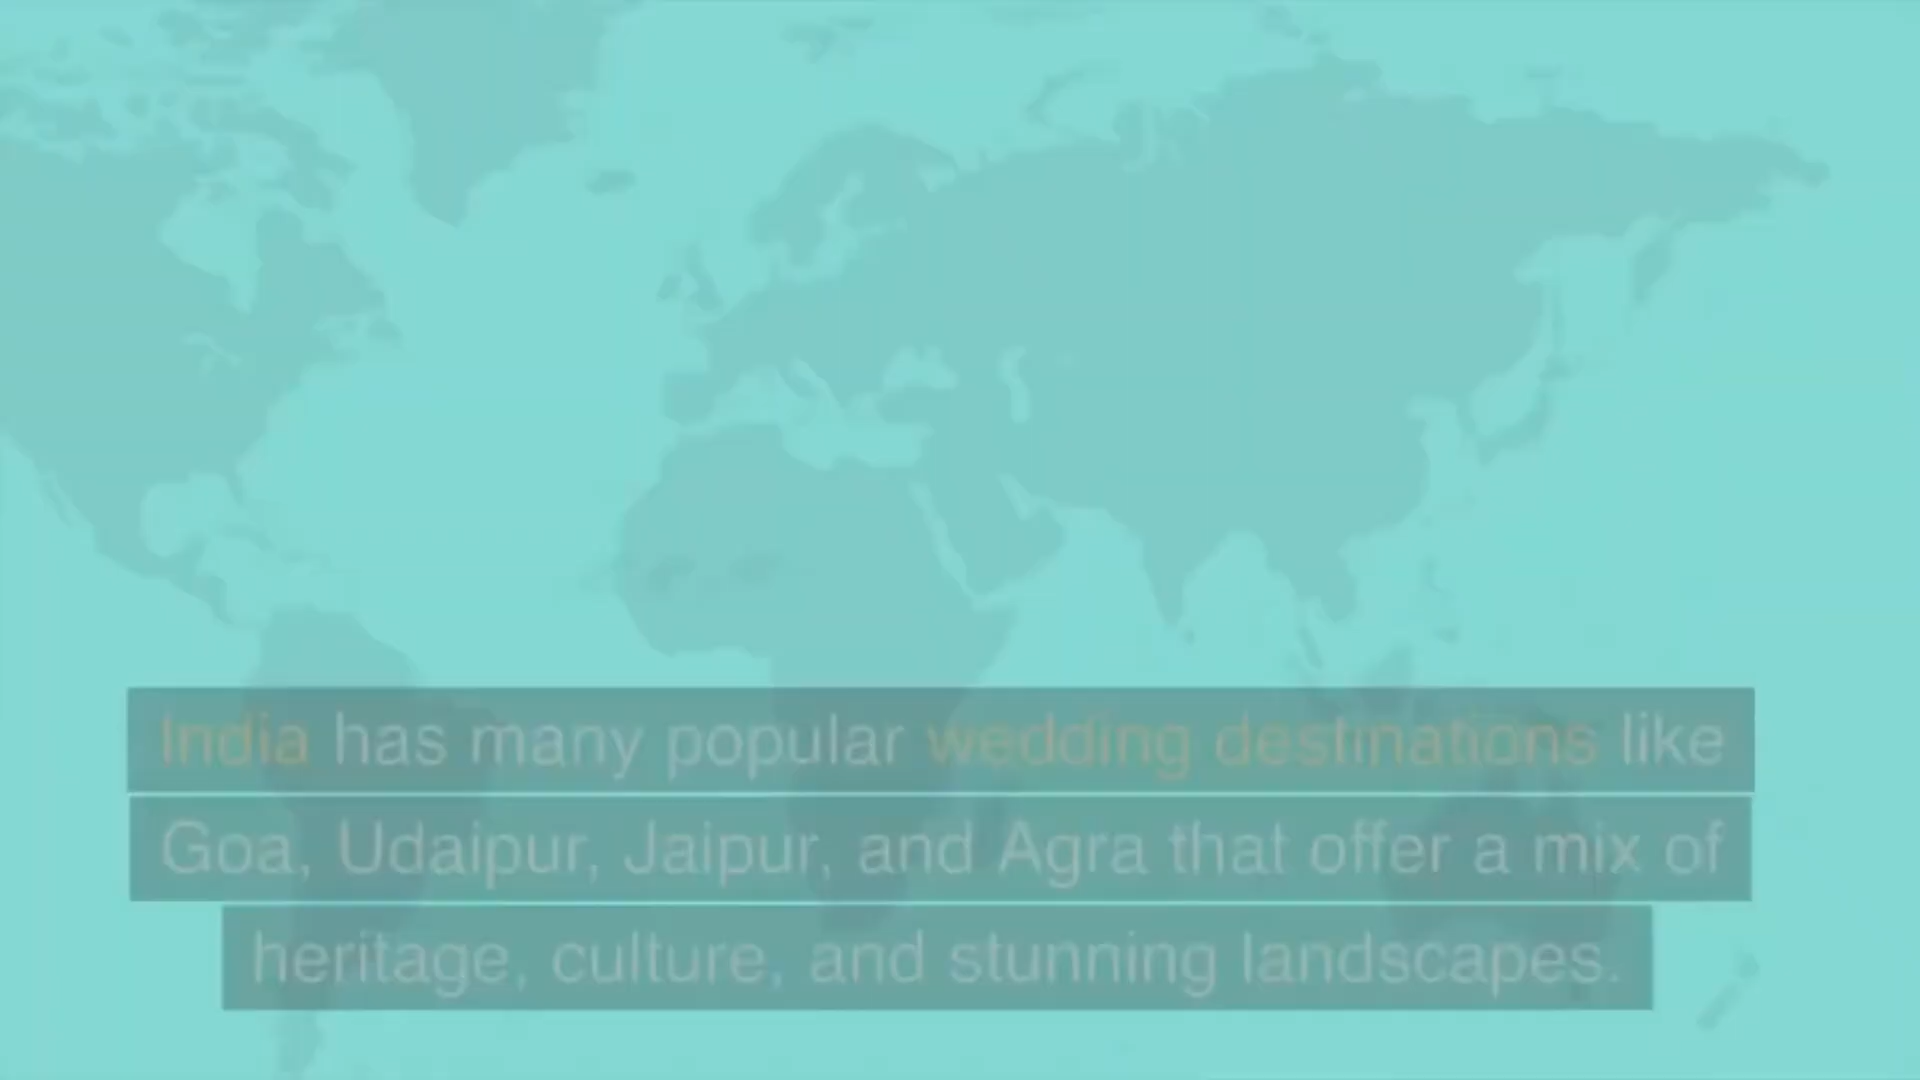 India has many popular wedding destinations like
Goa, Udaipur, Jaipur, and Agra that offer a mix of
heritage, culture, and stunning landscapes.